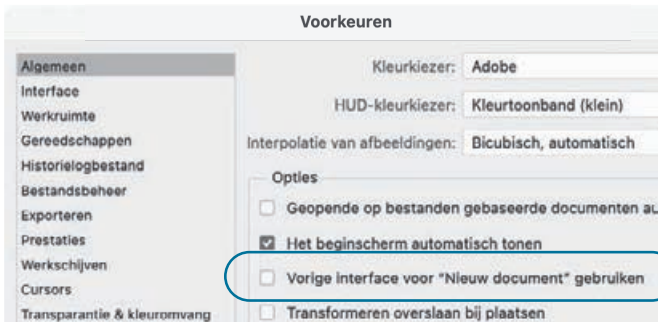 Voorkeuren
Algemeen
Interface
Werkruimte
Gereedschappen
Historielogbestand
Bestandsbeheer
Exporteren
Prestaties
Werkschijven
Cursors
Transparantie & kleuromvang
Kleurkiezer: Adobe
HUD-kleurkiezer: Kleurtoonband (klein)
Interpolatie van afbeeldingen: Bicubisch, automatisch
Opties
Geopende op bestanden gebaseerde documenten au
Het beginscherm automatisch tonen
Vorige interface voor "Nieuw document" gebruiken
Transformeren overslaan bij plaatsen